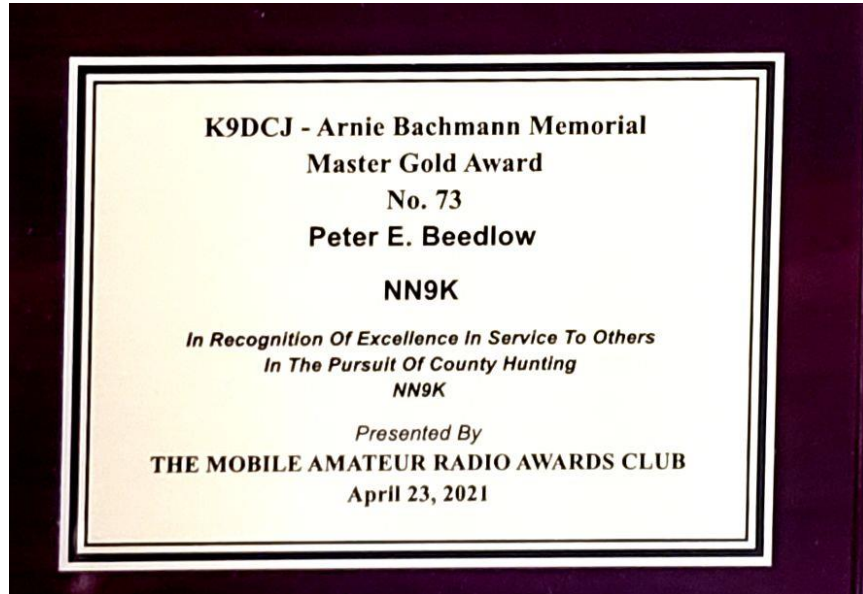 K9DCJ - Arnie Bachmann Memorial
Master Gold Award
No. 73
Peter E. Beedlow
NN9K
In Recognition Of Excellence In Service To Others
In The Pursuit Of County Hunting
NN9K
Presented By
THE MOBILE AMATEUR RADIO AWARDS CLUB
April 23, 2021